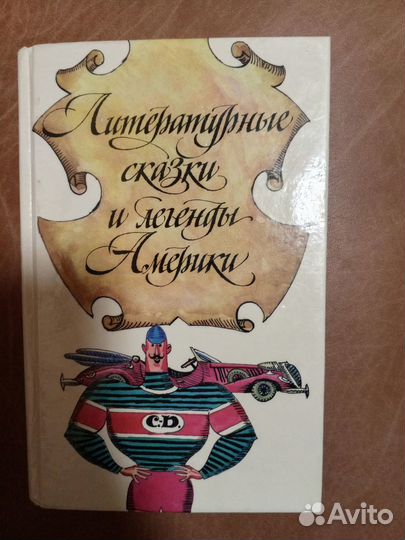 Литературные
сказки
и легенды
Америки
С.D.
Avito